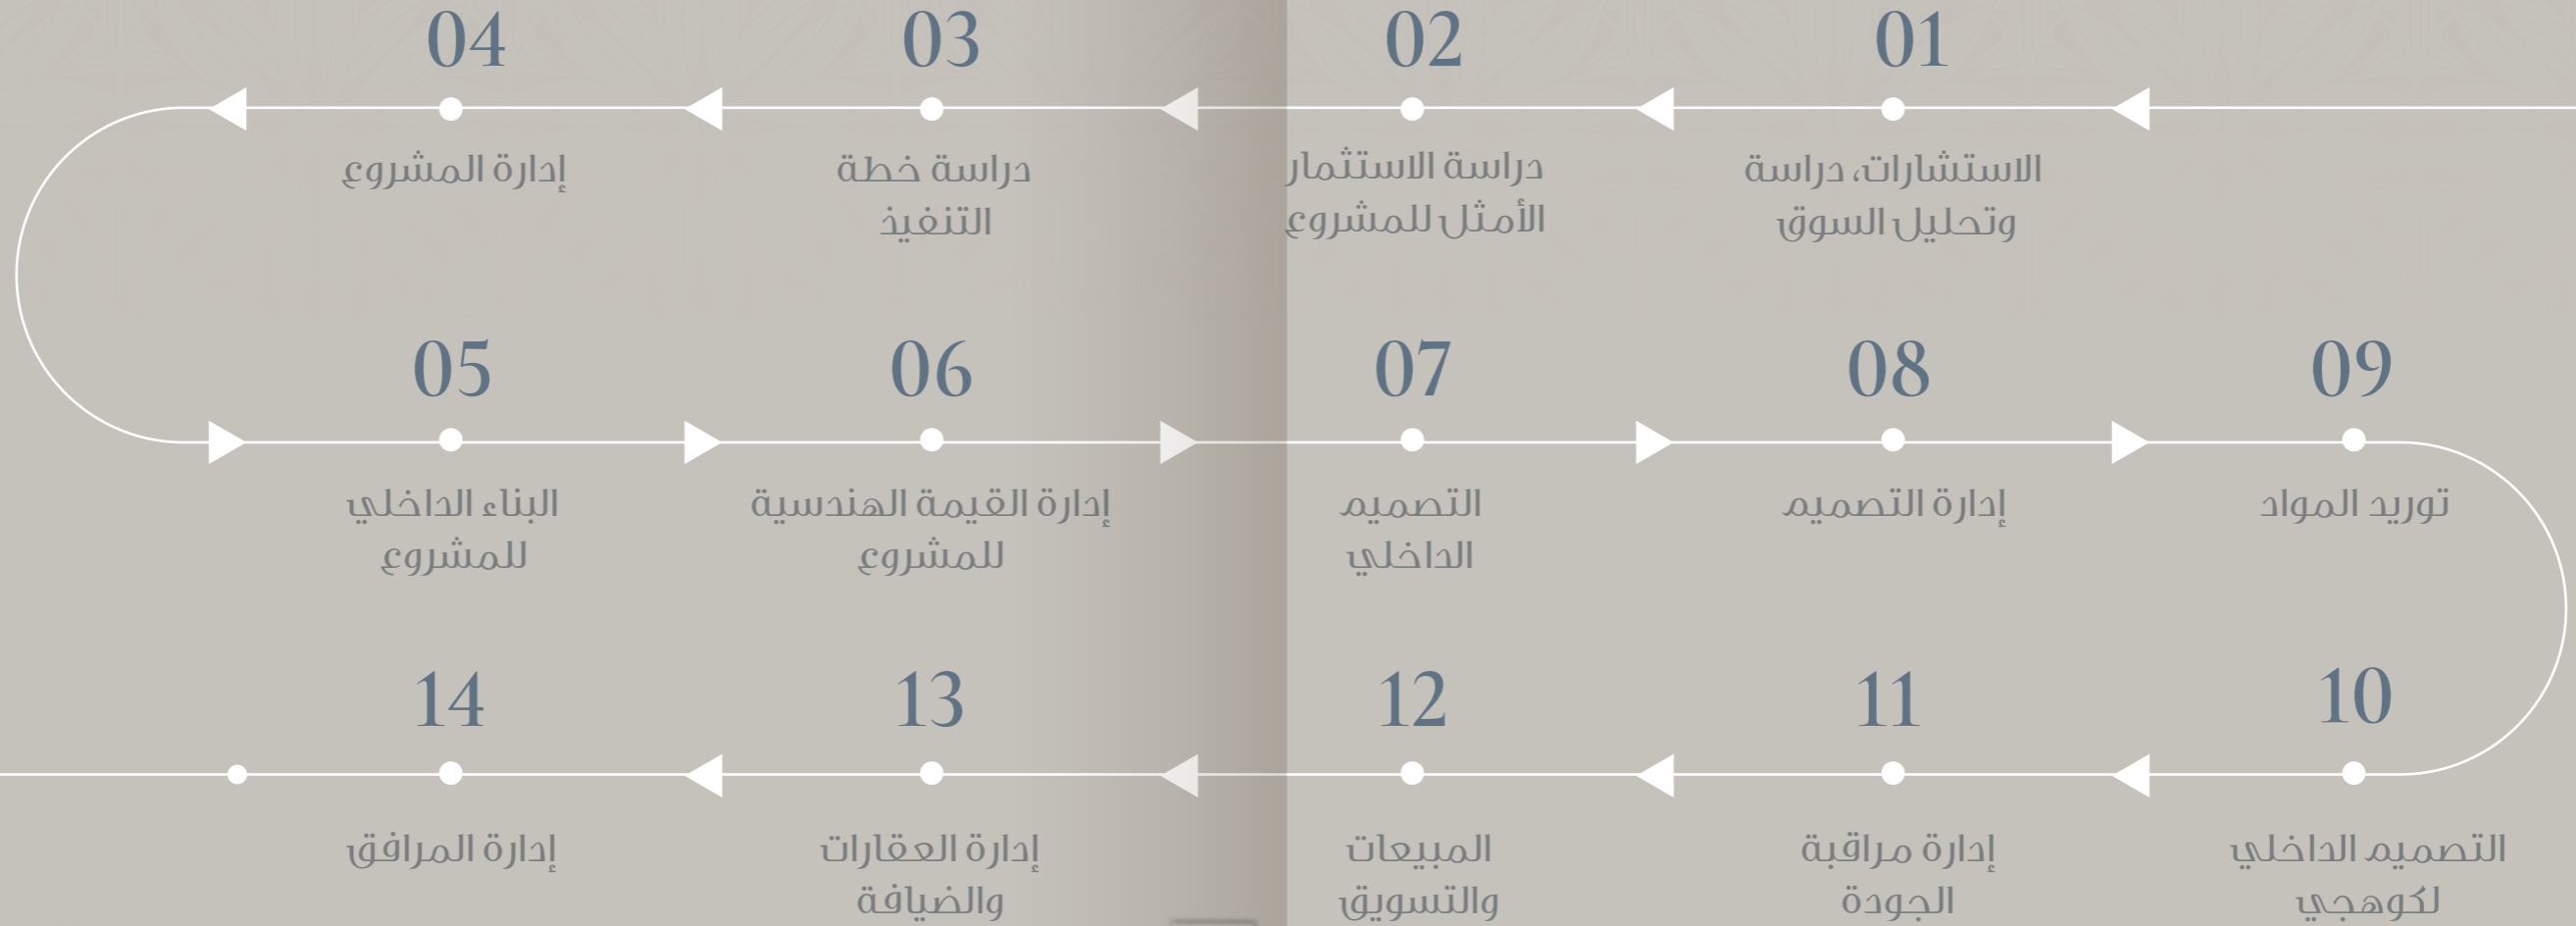 01
الاستشارات، دراسة
وتحليل السوق
02
دراسة الاستثمار
الأمثل للمشروع
03
دراسة خطة
التنفيذ
04
إدارة المشروع
05
البناء الداخلي
للمشروع
06
إدارة القيمة الهندسية
للمشروع
07
التصميم
الداخلي
08
إدارة التصميم
09
توريد المواد
10
التصميم الداخلي
لكوهجي
11
إدارة مراقبة
الجودة
12
المبيعات
والتسويق
13
إدارة العقارات
والضيافة
14
إدارة المرافق